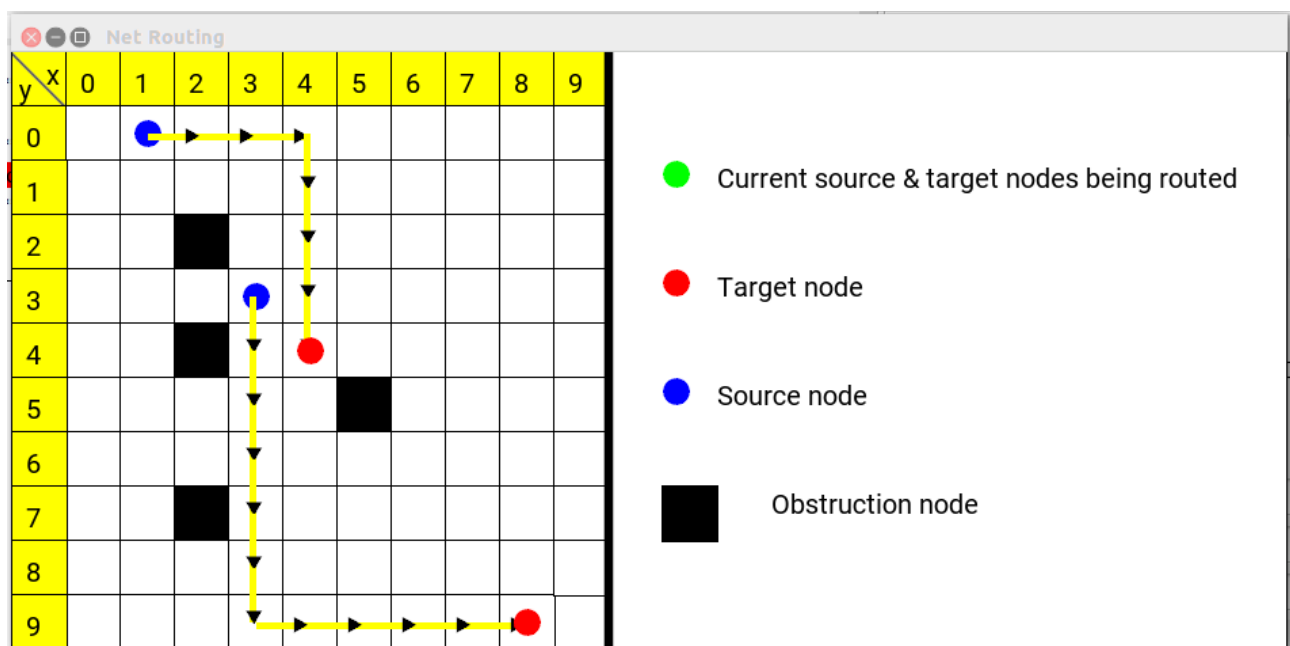 Net Routing
x 0 1 2 3 4 5 6 7 8 9
y
0
1
Current source & target nodes being routed
2
3
Target node
4
5
Source node
6
7
Obstruction node
8
9